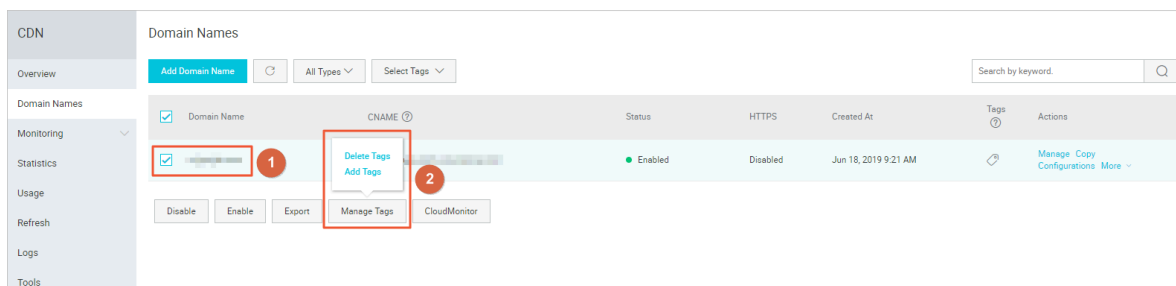 CDN
Domain Names
Overview
Domain Names
Monitoring
Statistics
Usage
Refresh
Logs
Tools
Add Domain Name
All Types
Select Tags
Search by keyword.
Domain Name
CNAME ?
Status
HTTPS
Created At
Tags
?
Actions
1
Delete Tags
Add Tags
2
Enabled
Disabled
Jun 18, 2019 9:21 AM
Manage Copy
Configurations More
Disable
Enable
Export
Manage Tags
CloudMonitor